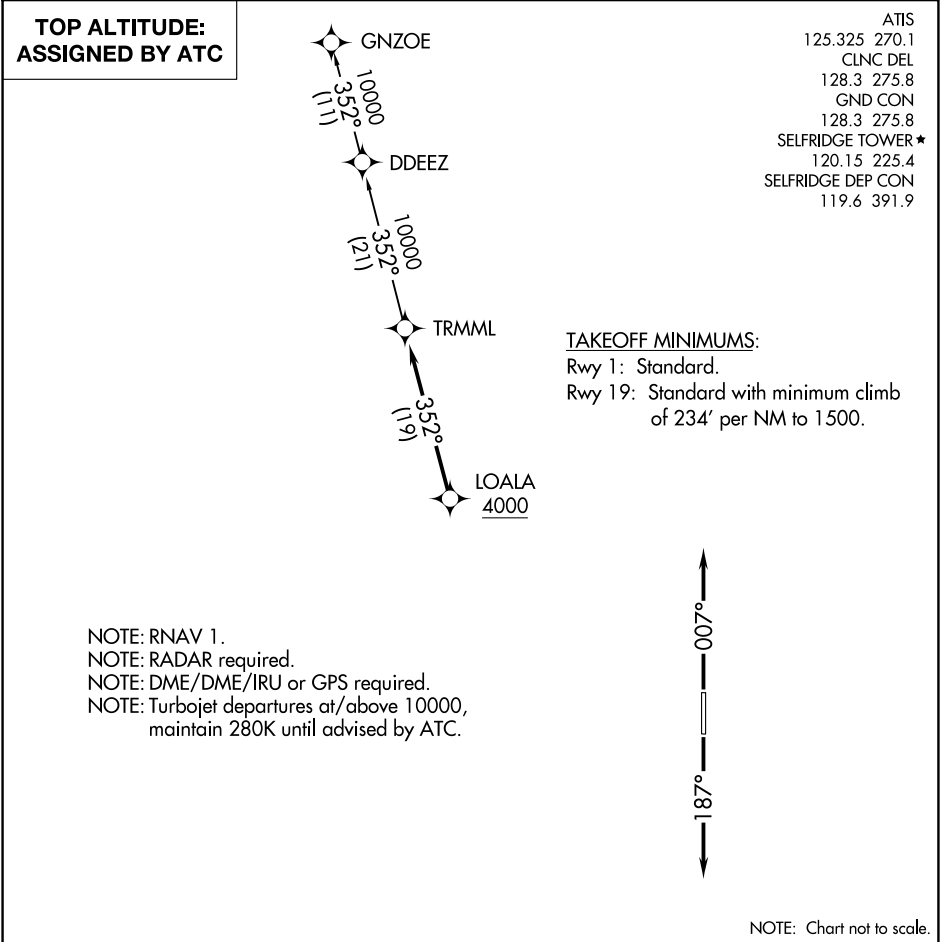 TOP ALTITUDE:
ASSIGNED BY ATC
ATIS
125.325 270.1
CLNC DEL
128.3 275.8
GND CON
128.3 275.8
SELFRIDGE TOWER★
120.15 225.4
SELFRIDGE DEP CON
119.6 391.9
GNZOE
10000
352°
(11)
DDEEZ
10000
352°
(21)
TRMML
352°
(19)
LOALA
4000
TAKEOFF MINIMUMS:
Rwy 1: Standard.
Rwy 19: Standard with minimum climb
of 234' per NM to 1500.
NOTE: RNAV 1.
NOTE: RADAR required.
NOTE: DME/DME/IRU or GPS required.
NOTE: Turbojet departures at/above 10000,
maintain 280K until advised by ATC.
007°
187°
NOTE: Chart not to scale.